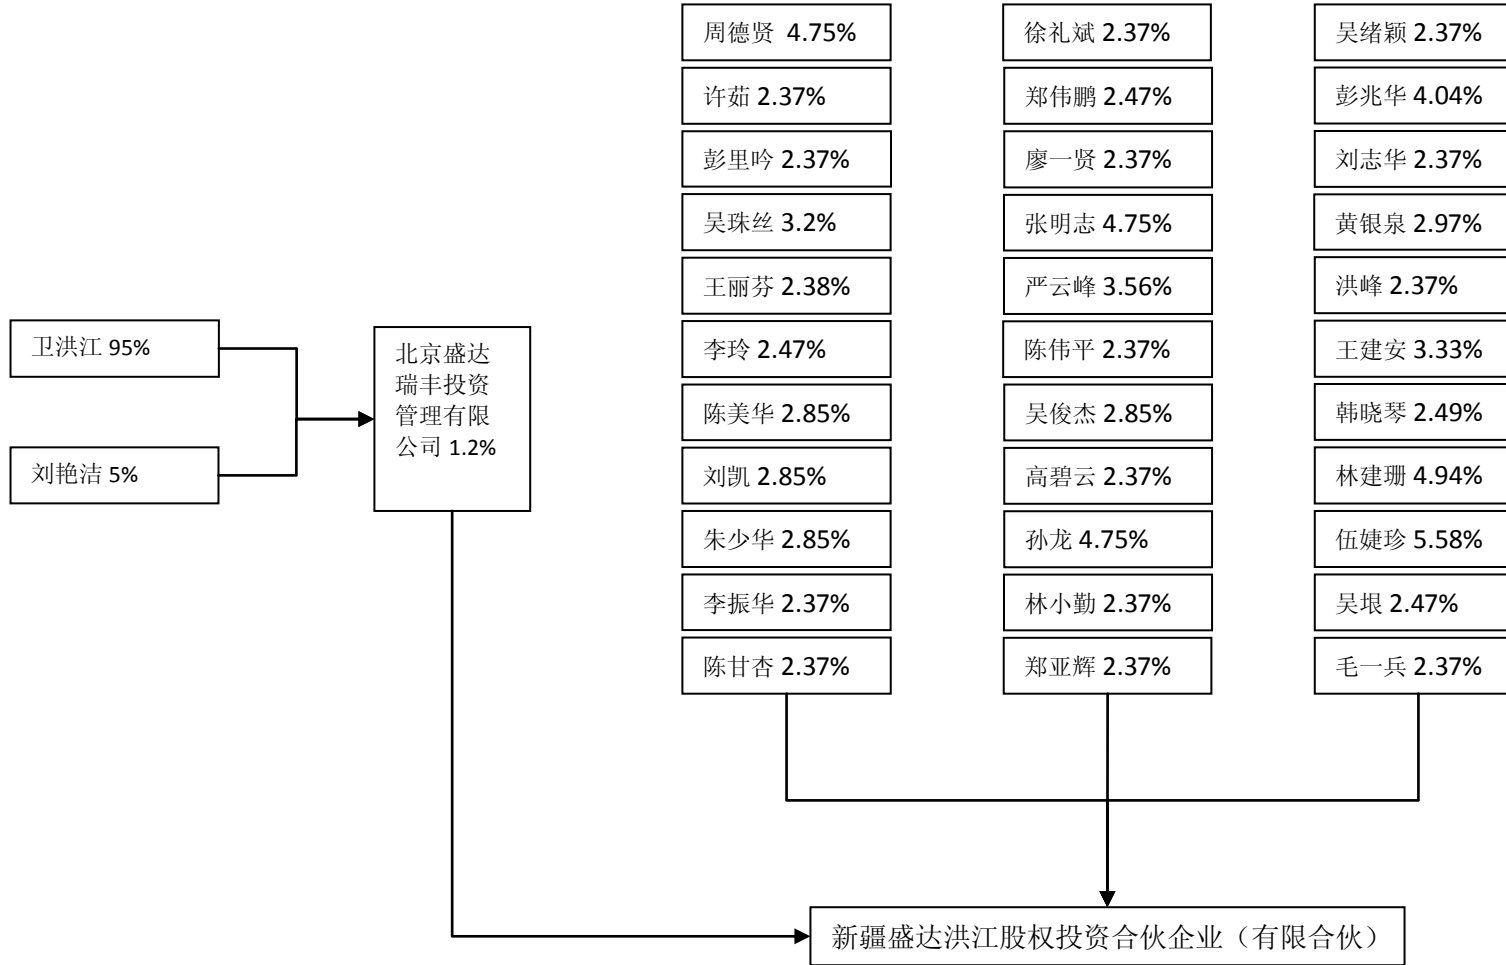 周德贤 4.75%
徐礼斌 2.37%
吴绪颖 2.37%
许茹 2.37%
郑伟鹏 2.47%
彭兆华 4.04%
彭里吟 2.37%
廖一贤 2.37%
刘志华 2.37%
吴珠丝 3.2%
张明志 4.75%
黄银泉 2.97%
王丽芬 2.38%
严云峰 3.56%
洪峰 2.37%
卫洪江 95%
北京盛达
瑞丰投资
管理有限
公司 1.2%
李玲 2.47%
陈伟平 2.37%
王建安 3.33%
陈美华 2.85%
吴俊杰 2.85%
韩晓琴 2.49%
刘艳洁 5%
刘凯 2.85%
高碧云 2.37%
林建珊 4.94%
朱少华 2.85%
孙龙 4.75%
伍婕珍 5.58%
李振华 2.37%
林小勤 2.37%
吴垠 2.47%
陈甘杏 2.37%
郑亚辉 2.37%
毛一兵 2.37%
新疆盛达洪江股权投资合伙企业（有限合伙）